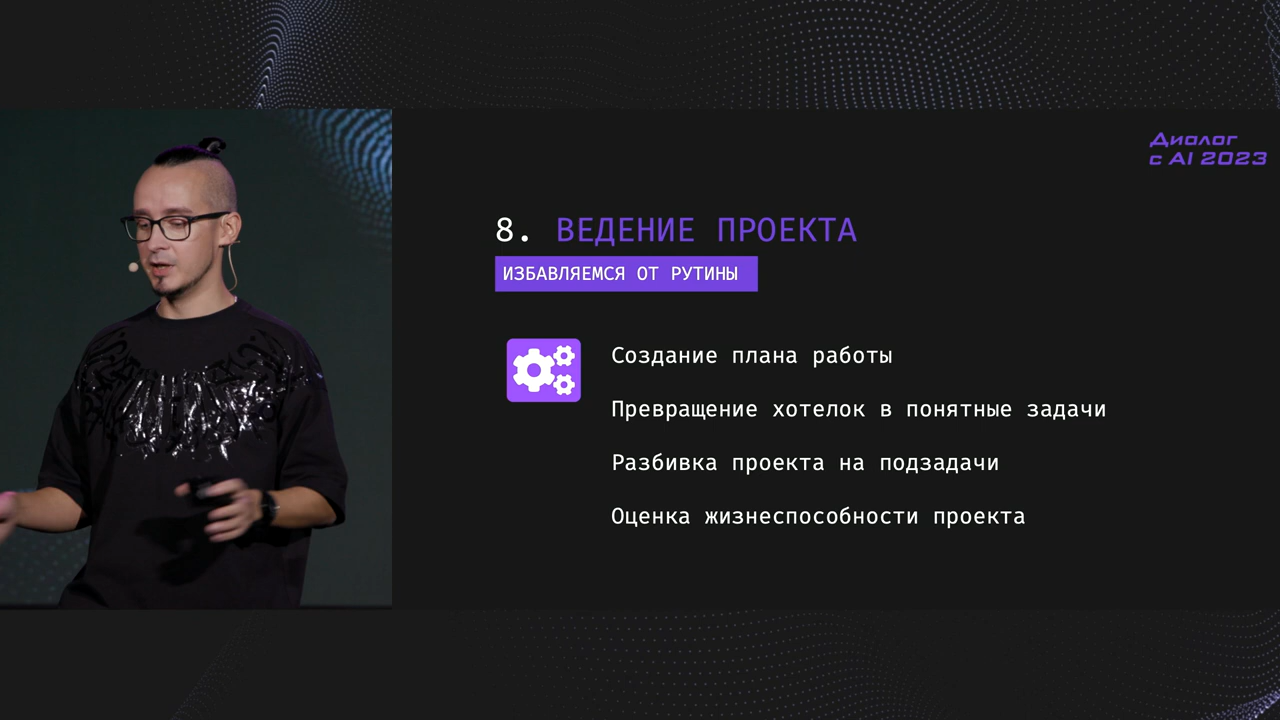 Диалог
с AI 2023
8. ВЕДЕНИЕ ПРОЕКТА
ИЗБАВЛЯЕМСЯ ОТ РУТИНЫ
Создание плана работы
Превращение хотелок в понятные задачи
Разбивка проекта на подзадачи
Оценка жизнеспособности проекта